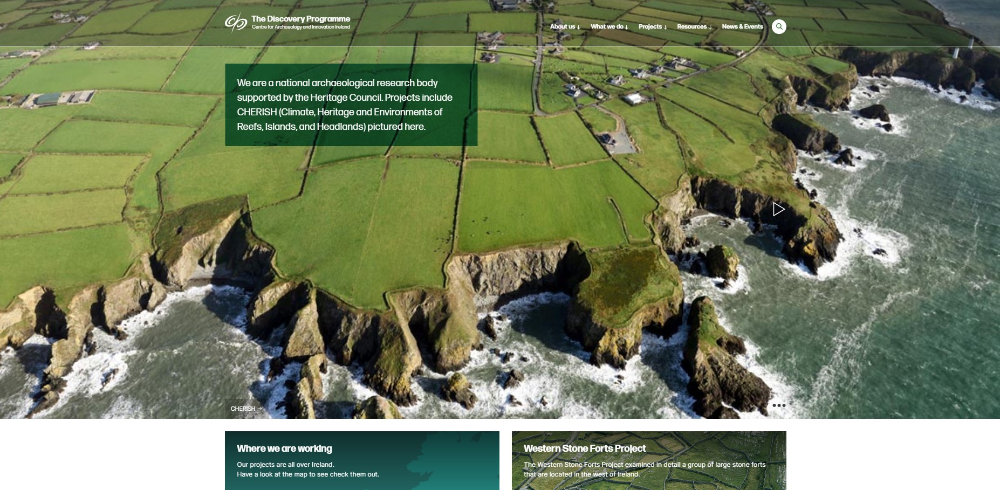 The Discovery Programme
Centre for Archaeology and Innovation Ireland
About us ↓ What we do ↓ Projects ↓ Resources ↓ News & Events
We are a national archaeological research body
supported by the Heritage Council. Projects include
CHERISH (Climate, Heritage and Environments of
Reefs, Islands, and Headlands) pictured here.
CHERISH →
Where we are working
Our projects are all over Ireland.
Have a look at the map to see check them out.
Western Stone Forts Project
The Western Stone Forts Project examined in detail a group of large stone forts
that are located in the west of Ireland.